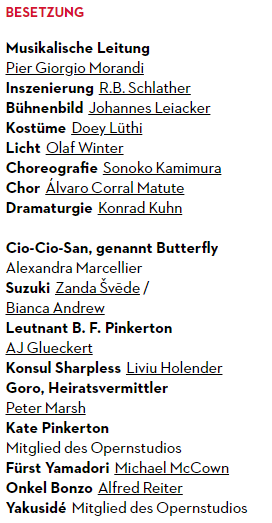 BESETZUNG
Musikalische Leitung
Pier Giorgio Morandi
Inszenierung R.B. Schlather
Bühnenbild Johannes Leiacker
Kostüme Doey Lüthi
Licht Olaf Winter
Choreografie Sonoko Kamimura
Chor Álvaro Corral Matute
Dramaturgie Konrad Kuhn
Cio-Cio-San, genannt Butterfly
Alexandra Marcellier
Suzuki Zanda Švēde /
Bianca Andrew
Leutnant B. F. Pinkerton
AJ Glueckert
Konsul Sharpless Liviu Holender
Goro, Heiratsvermittler
Peter Marsh
Kate Pinkerton
Mitglied des Opernstudios
Fürst Yamadori Michael McCown
Onkel Bonzo Alfred Reiter
Yakusidé Mitglied des Opernstudios